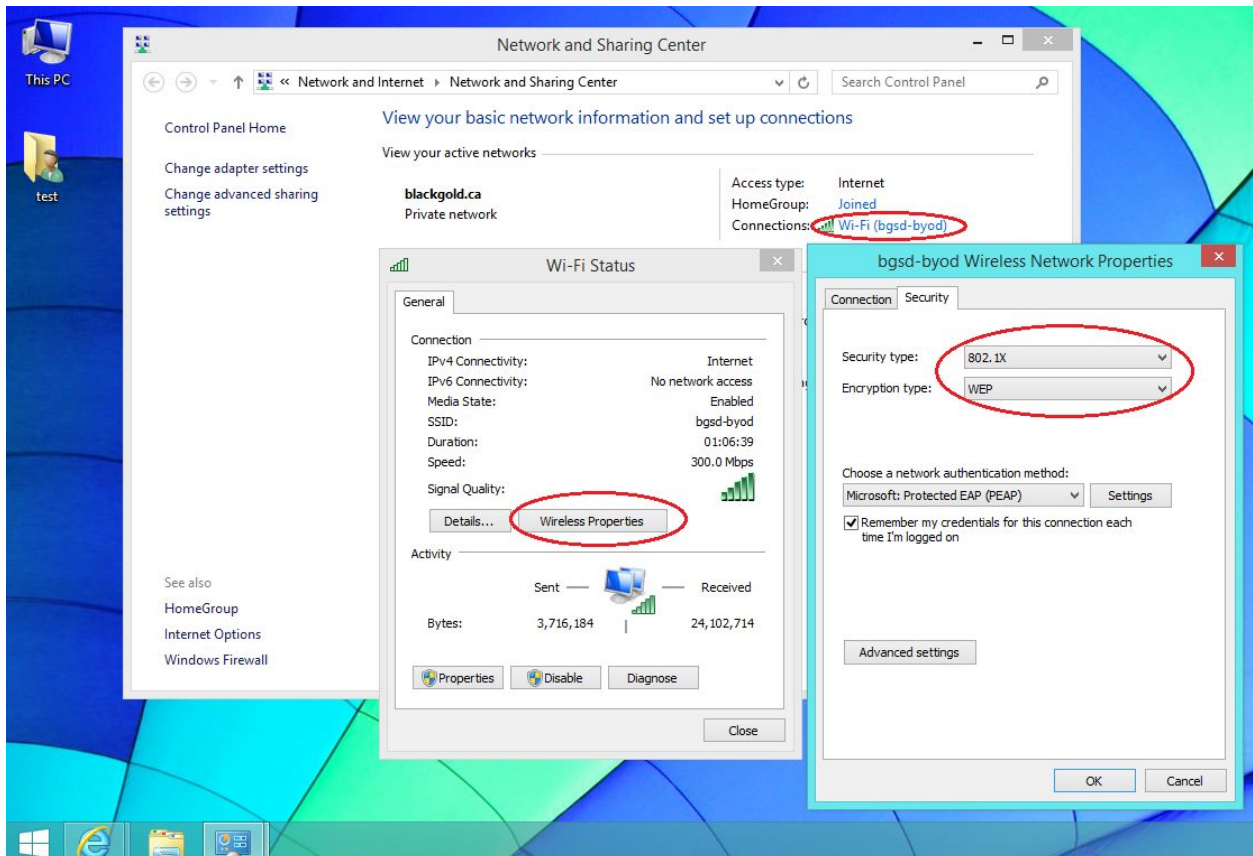 This PC
test
Network and Sharing Center
« Network and Internet Network and Sharing Center
Search Control Panel
Control Panel Home
Change adapter settings
Change advanced sharing
settings
View your basic network information and set up connections
View your active networks
blackgold.ca
Private network
Access type: Internet
HomeGroup: Joined
Connections: Wi-Fi (bgsd-byod)
See also
HomeGroup
Internet Options
Windows Firewall
Wi-Fi Status
General
Connection
IPv4 Connectivity: Internet
IPv6 Connectivity: No network access
Media State: Enabled
SSID: bgsd-byod
Duration: 01:06:39
Speed: 300.0 Mbps
Signal Quality:
Details... Wireless Properties
Activity
Sent Received
Bytes: 3,716,184 24,102,714
Properties Disable Diagnose
Close
bgsd-byod Wireless Network Properties
Connection Security
Security type: 802.1X
Encryption type: WEP
Choose a network authentication method:
Microsoft: Protected EAP (PEAP) Settings
Remember my credentials for this connection each
time I'm logged on
Advanced settings
OK Cancel